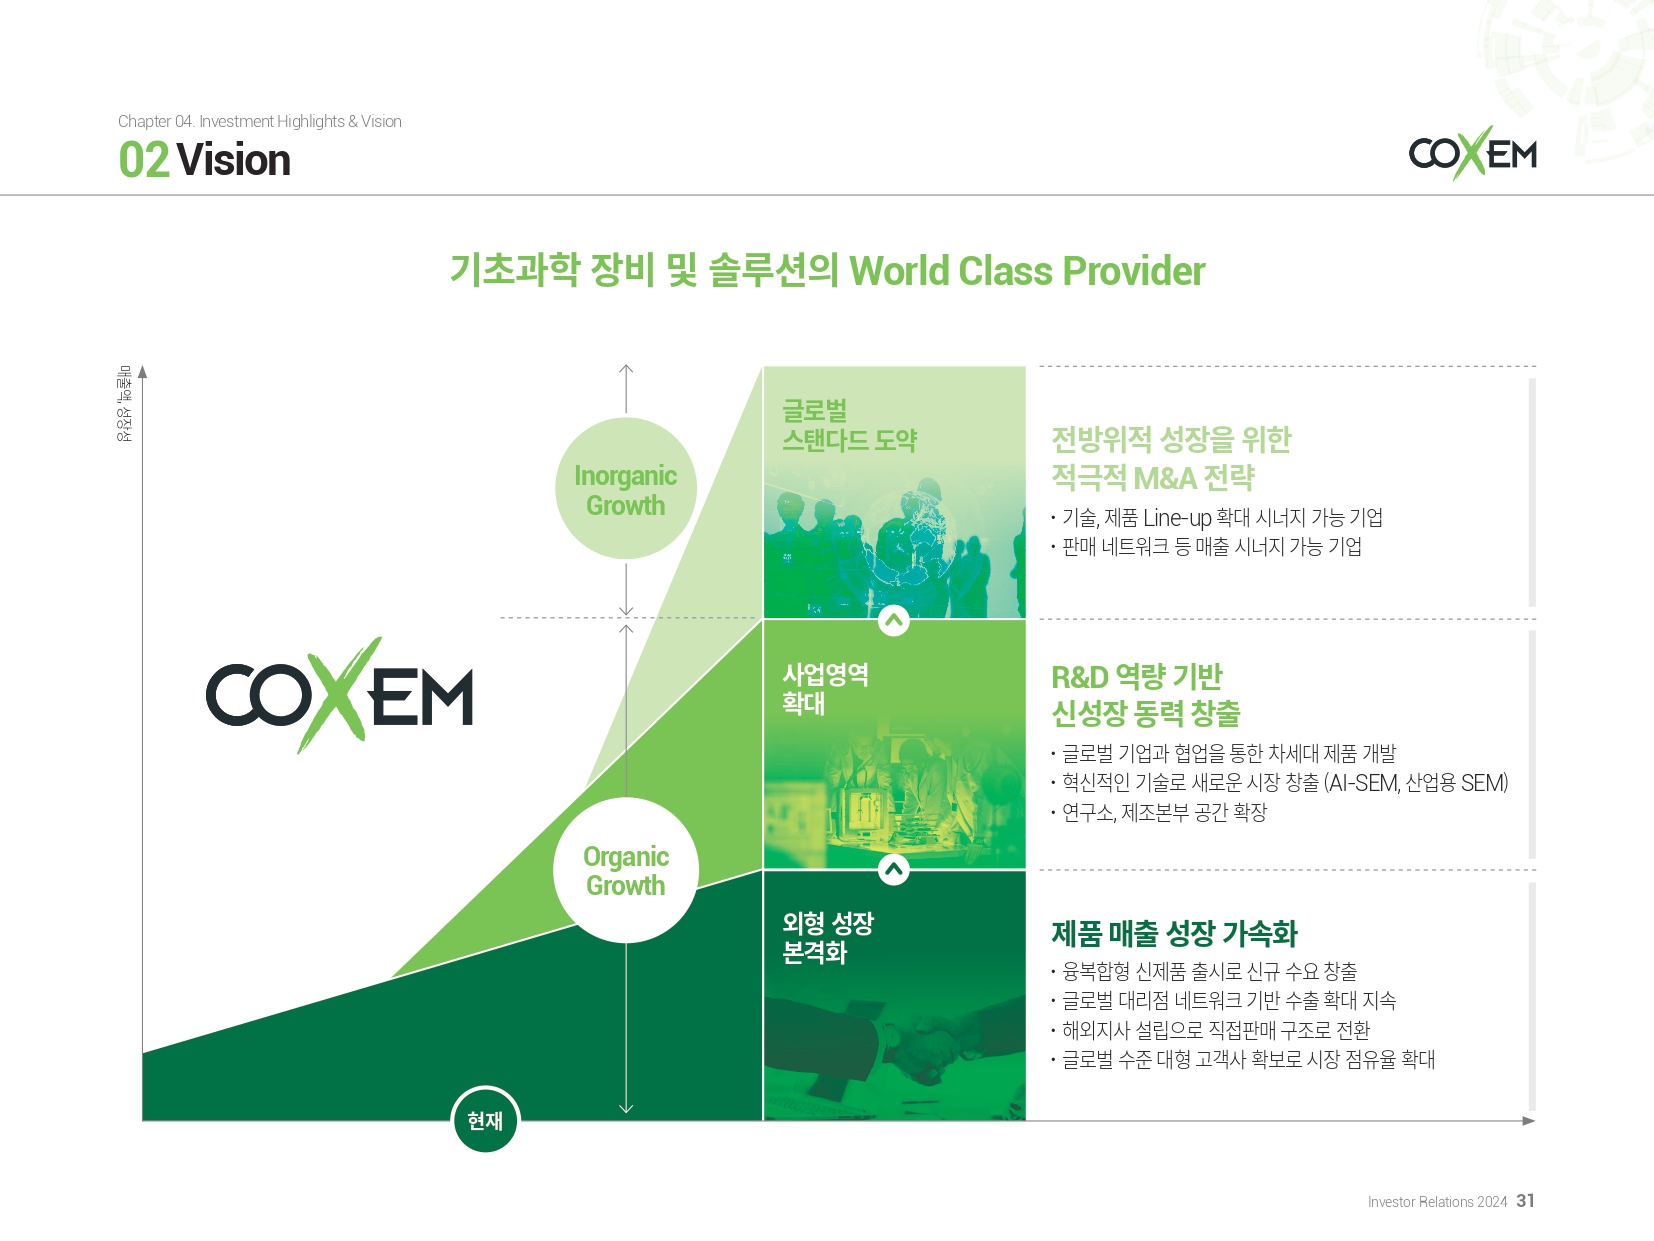 Chapter 04. Investment Highlights & Vision
02 Vision
COXEM
기초과학 장비 및 솔루션의 World Class Provider
매출액, 성장성
Inorganic
Growth
글로벌
스탠다드 도약
전방위적 성장을 위한
적극적 M&A 전략
• 기술, 제품 Line-up 확대 시너지 가능 기업
• 판매 네트워크 등 매출 시너지 가능 기업
COXEM
사업영역
확대
R&D 역량 기반
신성장 동력 창출
• 글로벌 기업과 협업을 통한 차세대 제품 개발
• 혁신적인 기술로 새로운 시장 창출 (AI-SEM, 산업용 SEM)
• 연구소, 제조본부 공간 확장
Organic
Growth
외형 성장
본격화
제품 매출 성장 가속화
• 융복합형 신제품 출시로 신규 수요 창출
• 글로벌 대리점 네트워크 기반 수출 확대 지속
• 해외지사 설립으로 직접판매 구조로 전환
• 글로벌 수준 대형 고객사 확보로 시장 점유율 확대
현재
Investor Relations 2024 31